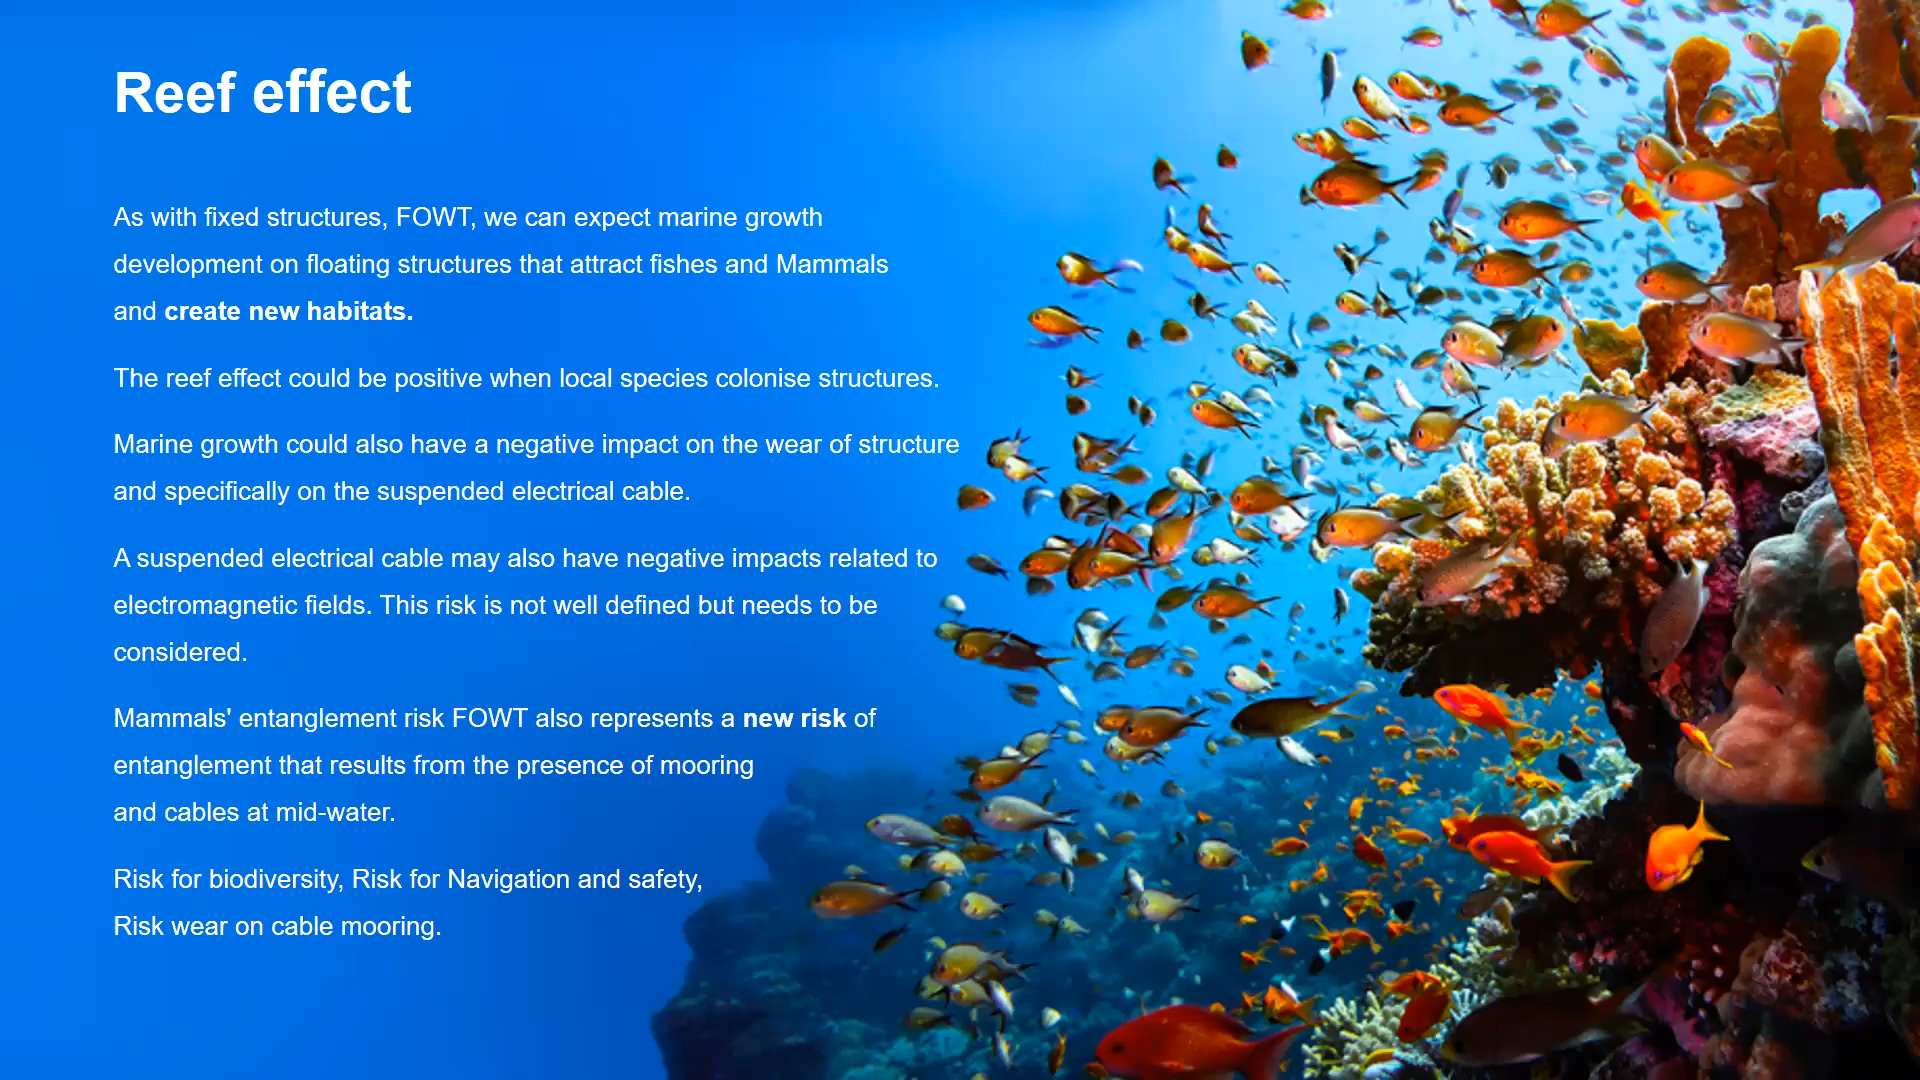 Reef effect
As with fixed structures, FOWT, we can expect marine growth
development on floating structures that attract fishes and Mammals
and create new habitats.
The reef effect could be positive when local species colonise structures.
Marine growth could also have a negative impact on the wear of structure
and specifically on the suspended electrical cable.
A suspended electrical cable may also have negative impacts related to
electromagnetic fields. This risk is not well defined but needs to be
considered.
Mammals' entanglement risk FOWT also represents a new risk of
entanglement that results from the presence of mooring
and cables at mid-water.
Risk for biodiversity, Risk for Navigation and safety,
Risk wear on cable mooring.